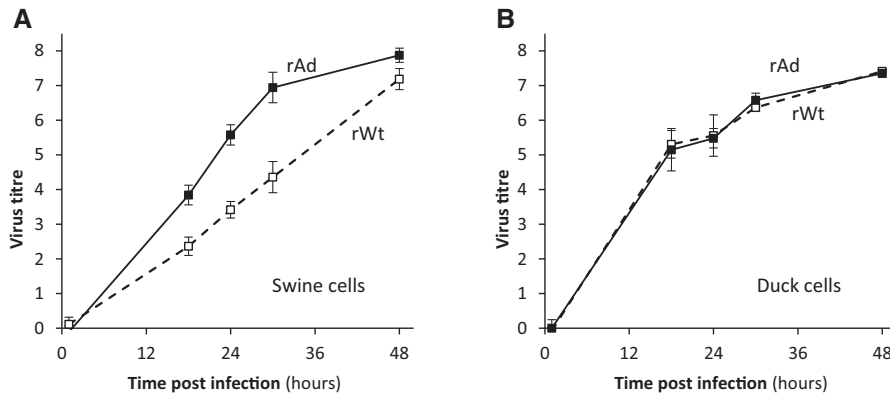 A
8
7
6
5
4
3
2
1
0
Virus titre
rAd
rWt
Swine cells
0 12 24 36 48
Time post infection (hours)
B
8
7
6
5
4
3
2
1
0
Virus titre
rAd
rWt
Duck cells
0 12 24 36 48
Time post infection (hours)